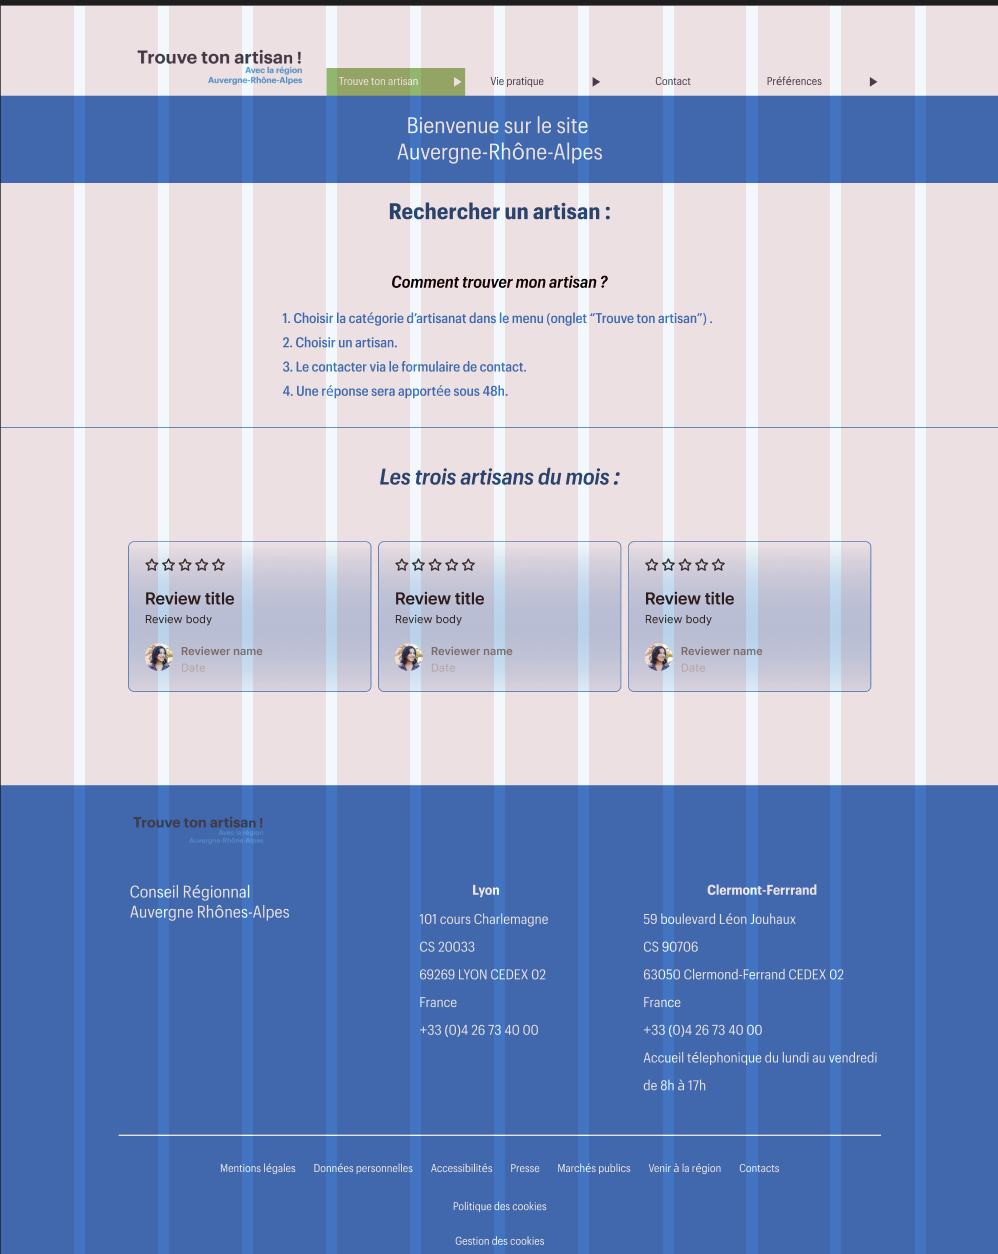 Trouve ton artisan !
Avec la région
Auvergne-Rhône-Alpes
Trouve ton artisan
Vie pratique
Contact
Préférences
Bienvenue sur le site
Auvergne-Rhône-Alpes
Rechercher un artisan :
Comment trouver mon artisan ?
1. Choisir la catégorie d’artisanat dans le menu (onglet “Trouve ton artisan”) .
2. Choisir un artisan.
3. Le contacter via le formulaire de contact.
4. Une réponse sera apportée sous 48h.
Les trois artisans du mois :
Review title
Review body
Reviewer name
Date
Review title
Review body
Reviewer name
Date
Review title
Review body
Reviewer name
Date
Trouve ton artisan !
Avec la région
Auvergne-Rhône-Alpes
Conseil Régionnal
Auvergne Rhônes-Alpes
Lyon
101 cours Charlemagne
CS 20033
69269 LYON CEDEX 02
France
+33 (0)4 26 73 40 00
Clermont-Ferrrand
59 boulevard Léon Jouhaux
CS 90706
63050 Clermond-Ferrand CEDEX 02
France
+33 (0)4 26 73 40 00
Accueil télephonique du lundi au vendredi
de 8h à 17h
Mentions légales Données personnelles Accessibilités Presse Marchés publics Venir à la région Contacts
Politique des cookies
Gestion des cookies